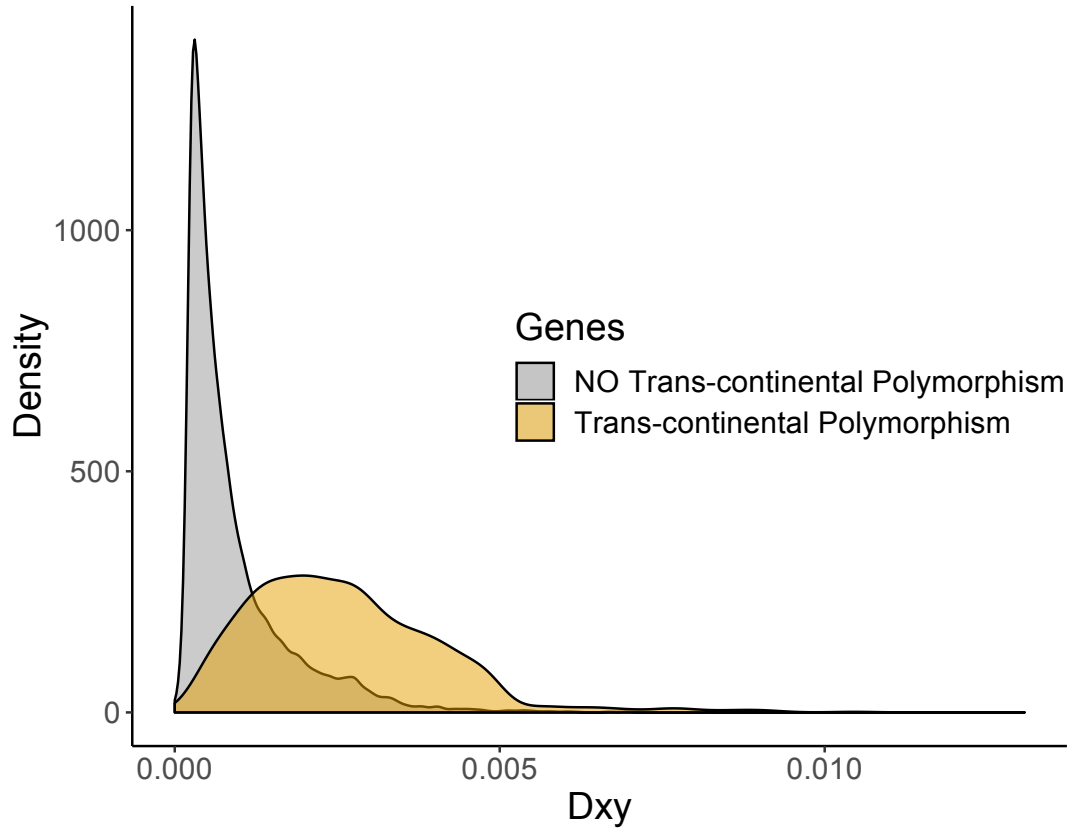 1000
500
0
Density
Genes
NO Trans-continental Polymorphism
Trans-continental Polymorphism
0.000 0.005 0.010
Dxy